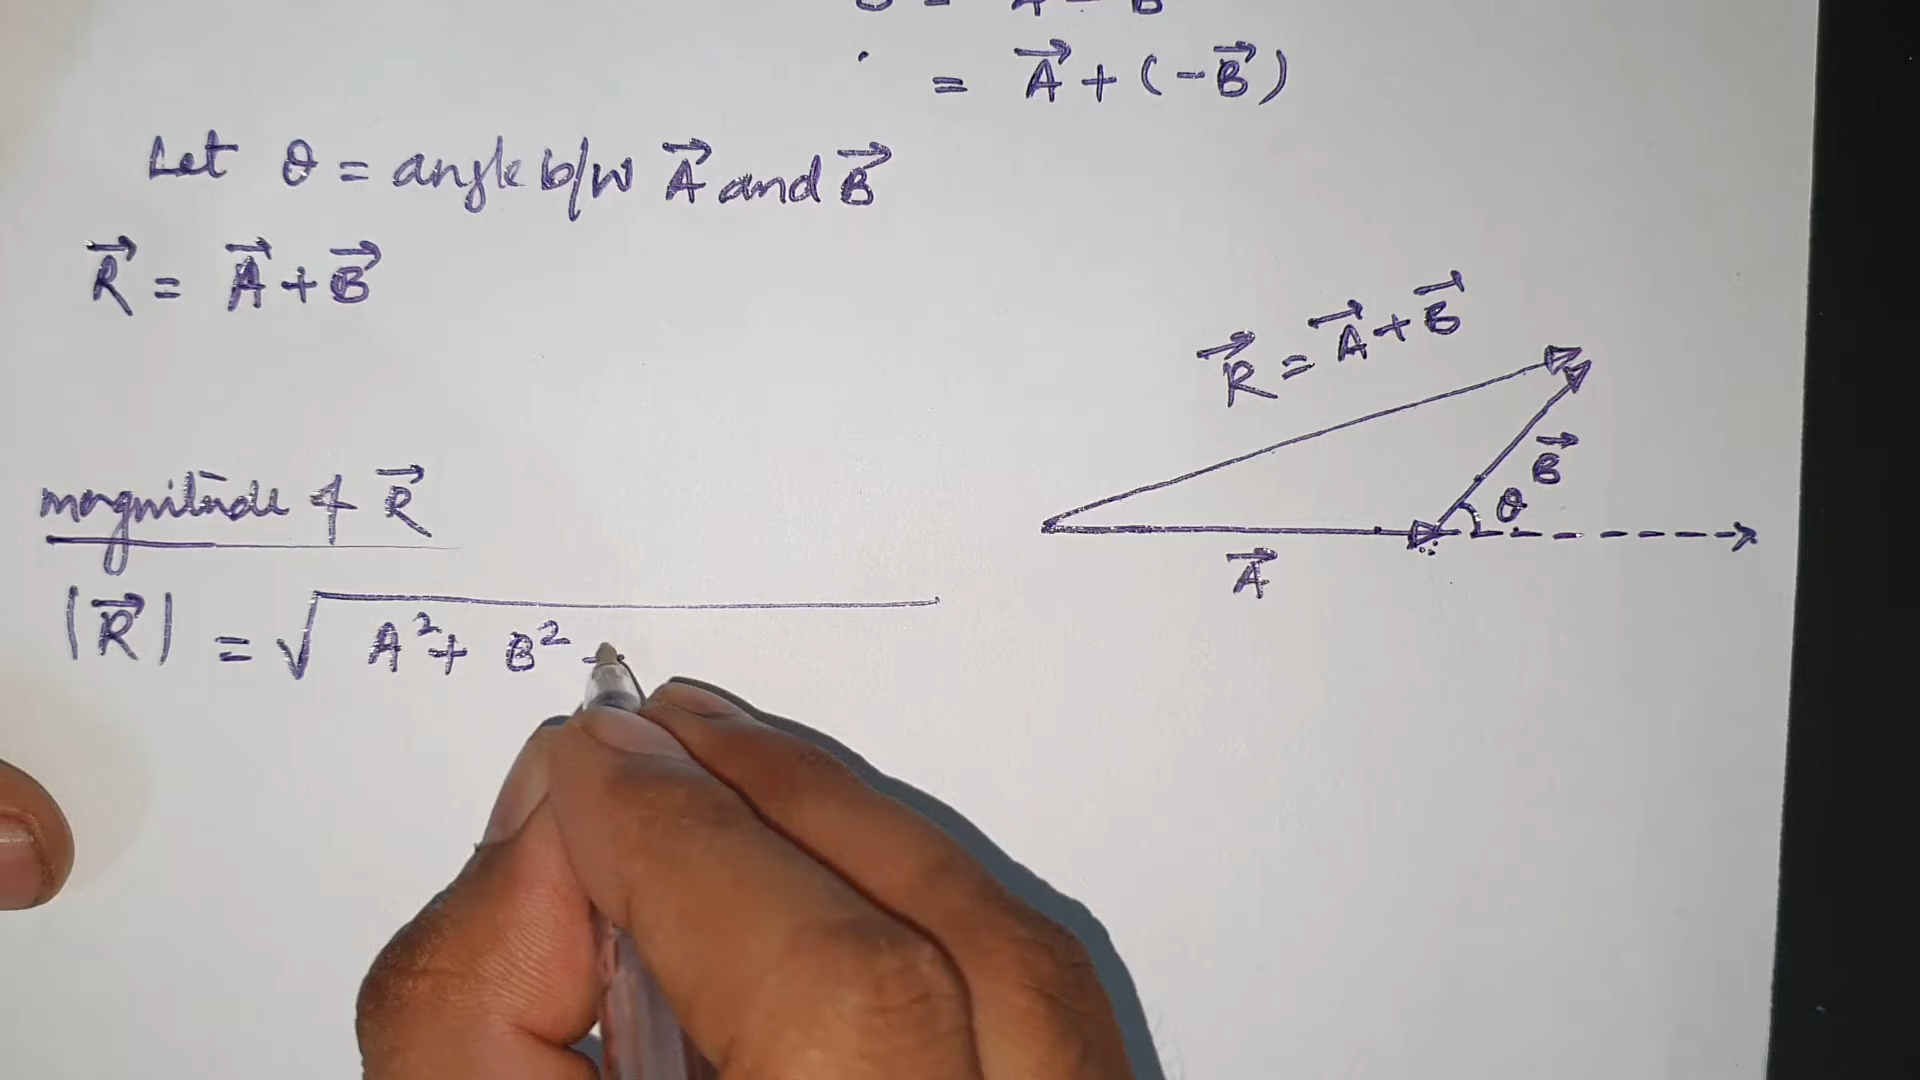 = A⃗ + (-B⃗)
Let θ = angle b/w A⃗ and B⃗
R⃗ = A⃗ + B⃗
R⃗ = A⃗ + B⃗
B⃗
θ
A⃗
magnitude of R⃗
|R⃗| = √ A² + B²